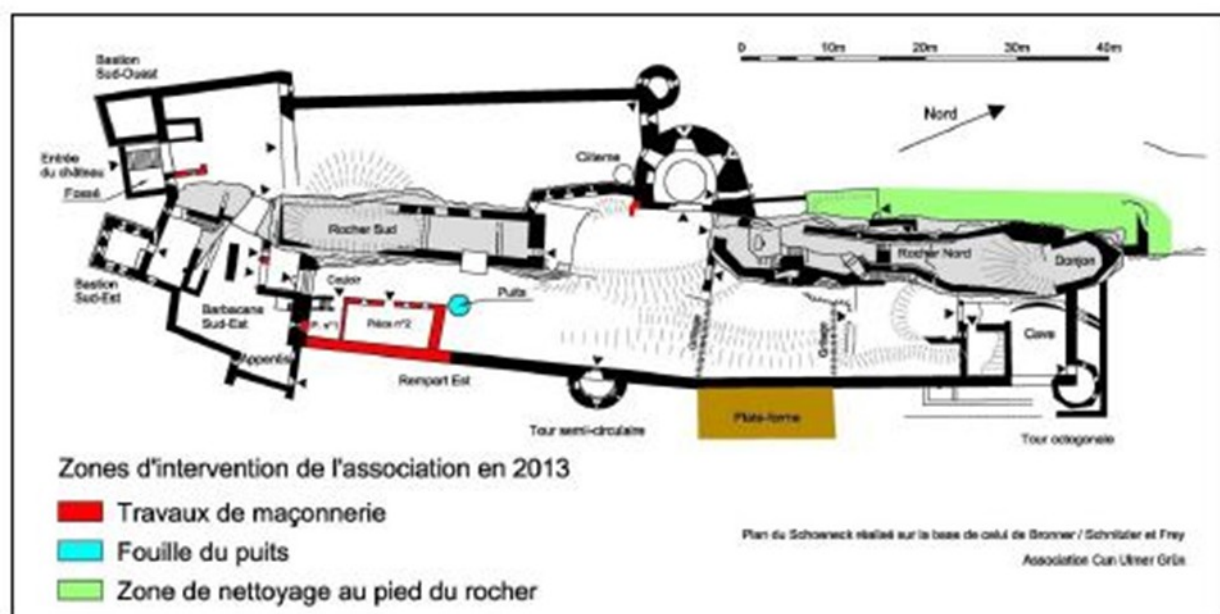 Bastion
Sud-Ouest
0 10m 20m 30m 40m
Nord
Entrée
du château
Fossé
Citerne
Rocher Sud
Rocher Nord
Donjon
Bastion
Sud-Est
Barbacane
Sud-Est
Couloir
Puits
P. n°1
Pièce n°2
Grillage
Grillage
Cave
Appentis
Rempart Est
Tour semi-circulaire
Plate-forme
Tour octogonale
Zones d'intervention de l'association en 2013
Travaux de maçonnerie
Fouille du puits
Zone de nettoyage au pied du rocher
Plan du Schoeneck réalisé sur la base de celui de Bronner / Schnitzler et Frey
Association Cun Ulmer Grün